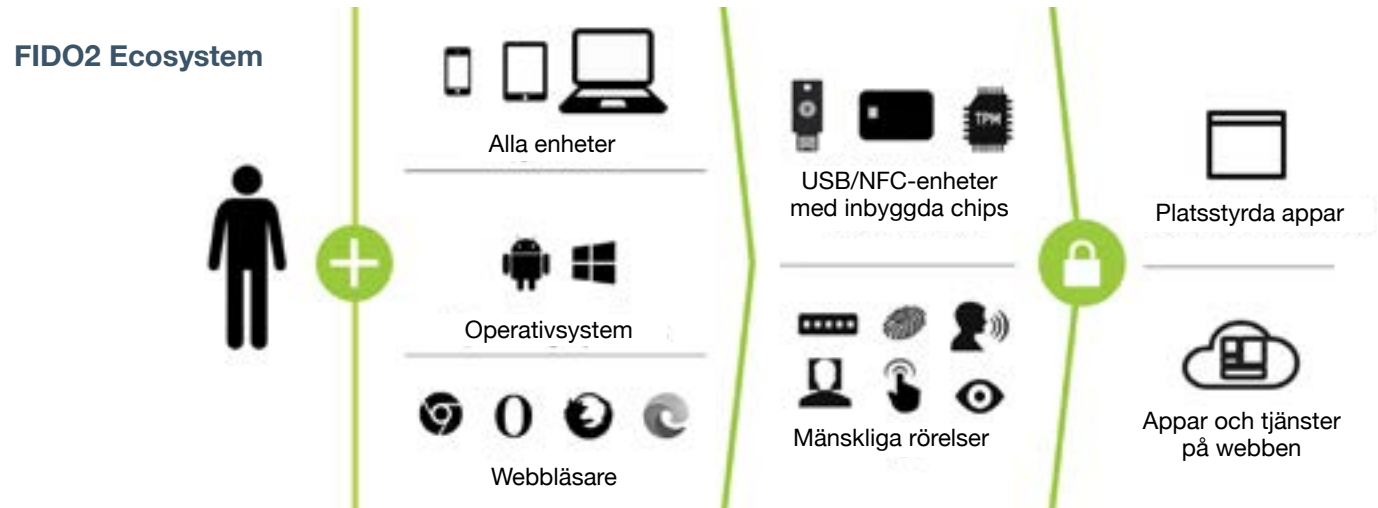 FIDO2 Ecosystem
Alla enheter
Operativsystem
Webbläsare
TPM
USB/NFC-enheter
med inbyggda chips
Mänskliga rörelser
Platsstyrda appar
Appar och tjänster
på webben